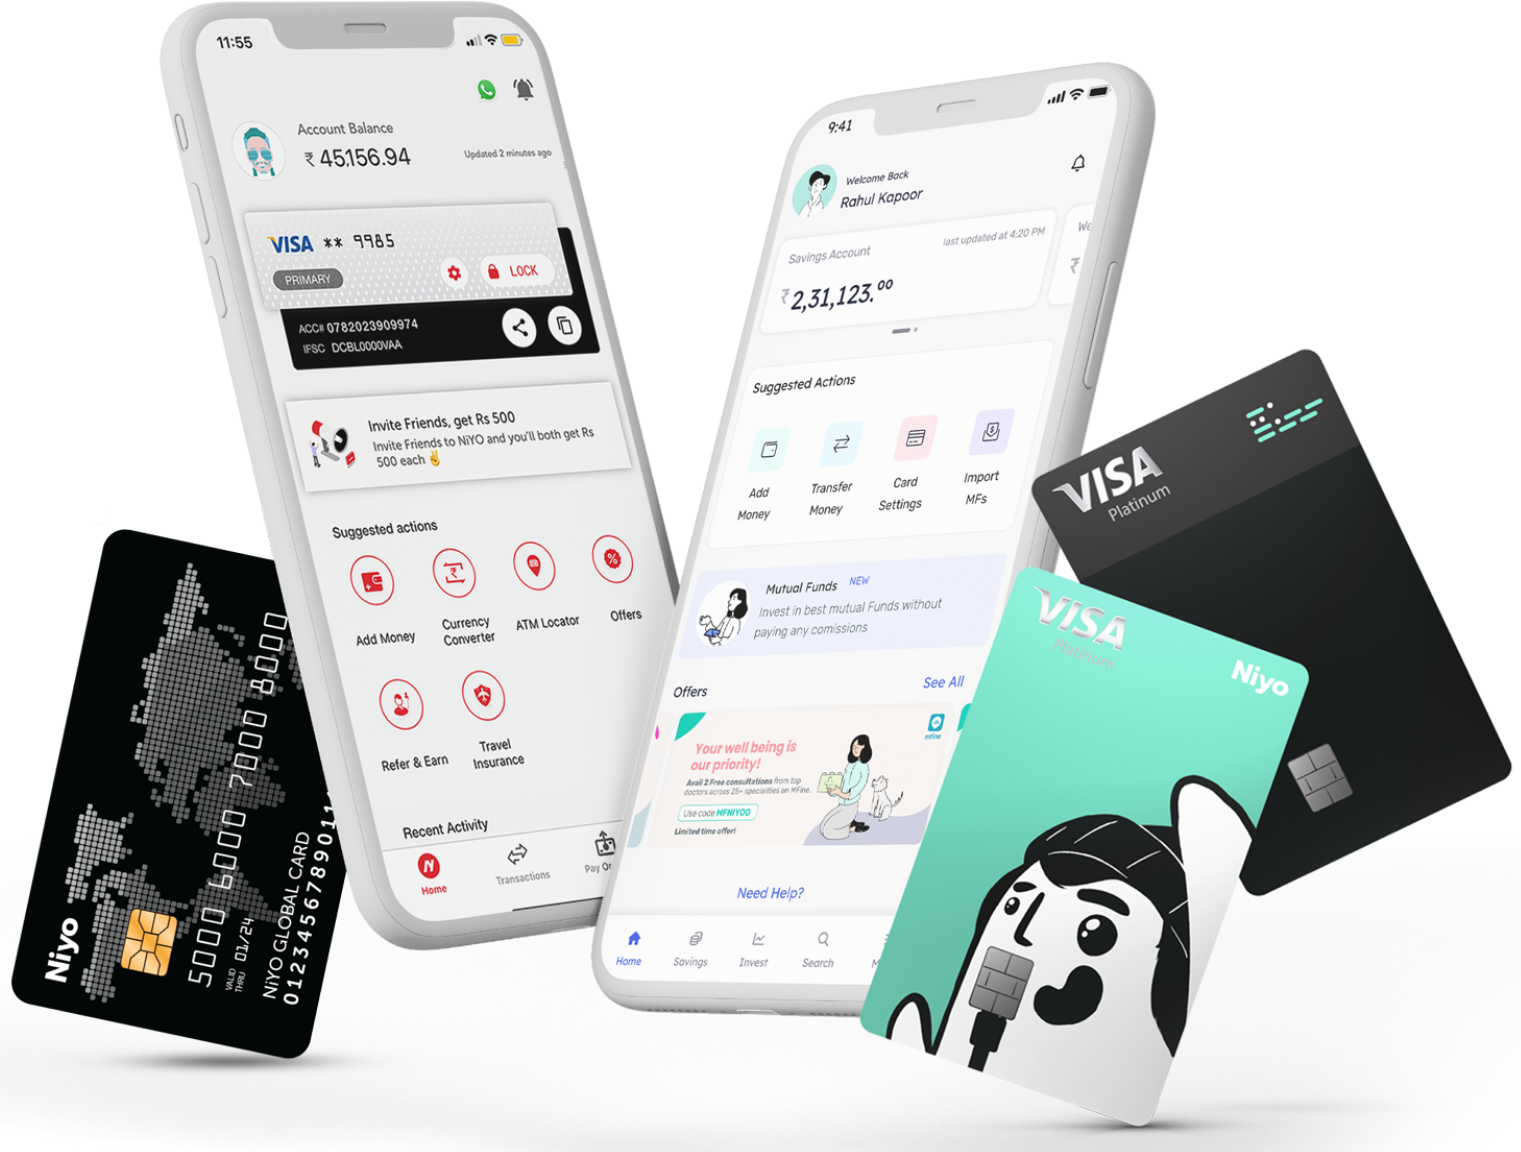 11:55
Account Balance
₹ 45,156.94
Updated 2 minutes ago
VISA ** 9985
PRIMARY
LOCK
ACC# 0782023909974
IFSC DCBL0000VAA
Invite Friends, get Rs 500
Invite Friends to NiYO and you'll both get Rs
500 each ✌️
Suggested actions
Add Money
Currency
Converter
ATM Locator
Offers
Refer & Earn
Travel
Insurance
Recent Activity
Home
Transactions
Pay
9:41
Welcome Back
Rahul Kapoor
Savings Account
last updated at 4:20 PM
₹ 2,31,123.00
We
₹
Suggested Actions
Add
Money
Transfer
Money
Card
Settings
Import
MFs
Mutual Funds NEW
Invest in best mutual Funds without
paying any comissions
Offers
See All
Your well being is
our priority!
Avail 2 Free consultations from top
doctors across 25+ specialities on MFine.
Use code MFNIYOO
Limited time offer!
mfine
Need Help?
Home
Savings
Invest
Search
M
Niyo
5000 6000 7000 8000
VALID
THRU 01/24
NiYO GLOBAL CARD
012345678901
VISA
Platinum
VISA
Platinum
Niyo